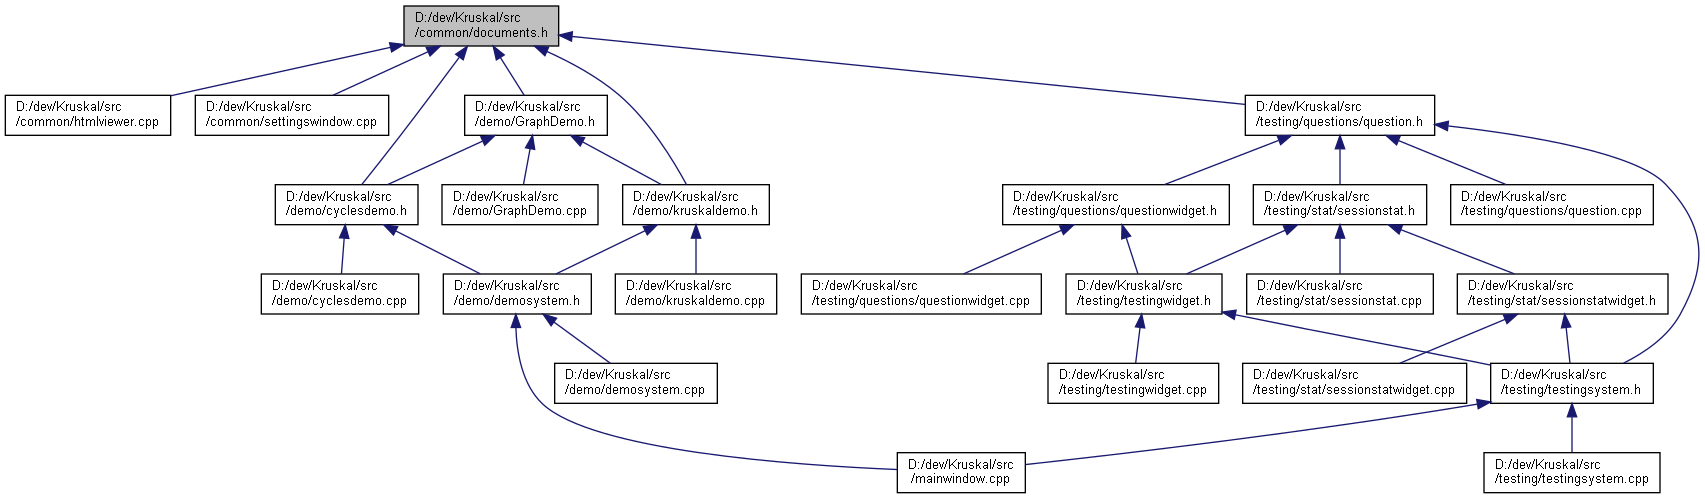 D:/dev/Kruskal/src
/common/documents.h
D:/dev/Kruskal/src
/common/htmlviewer.cpp
D:/dev/Kruskal/src
/common/settingswindow.cpp
D:/dev/Kruskal/src
/demo/GraphDemo.h
D:/dev/Kruskal/src
/testing/questions/question.h
D:/dev/Kruskal/src
/demo/cyclesdemo.h
D:/dev/Kruskal/src
/demo/GraphDemo.cpp
D:/dev/Kruskal/src
/demo/kruskaldemo.h
D:/dev/Kruskal/src
/testing/questions/questionwidget.h
D:/dev/Kruskal/src
/testing/stat/sessionstat.h
D:/dev/Kruskal/src
/testing/questions/question.cpp
D:/dev/Kruskal/src
/demo/cyclesdemo.cpp
D:/dev/Kruskal/src
/demo/demosystem.h
D:/dev/Kruskal/src
/demo/kruskaldemo.cpp
D:/dev/Kruskal/src
/testing/questions/questionwidget.cpp
D:/dev/Kruskal/src
/testing/testingwidget.h
D:/dev/Kruskal/src
/testing/stat/sessionstat.cpp
D:/dev/Kruskal/src
/testing/stat/sessionstatwidget.h
D:/dev/Kruskal/src
/demo/demosystem.cpp
D:/dev/Kruskal/src
/testing/testingwidget.cpp
D:/dev/Kruskal/src
/testing/stat/sessionstatwidget.cpp
D:/dev/Kruskal/src
/testing/testingsystem.h
D:/dev/Kruskal/src
/mainwindow.cpp
D:/dev/Kruskal/src
/testing/testingsystem.cpp